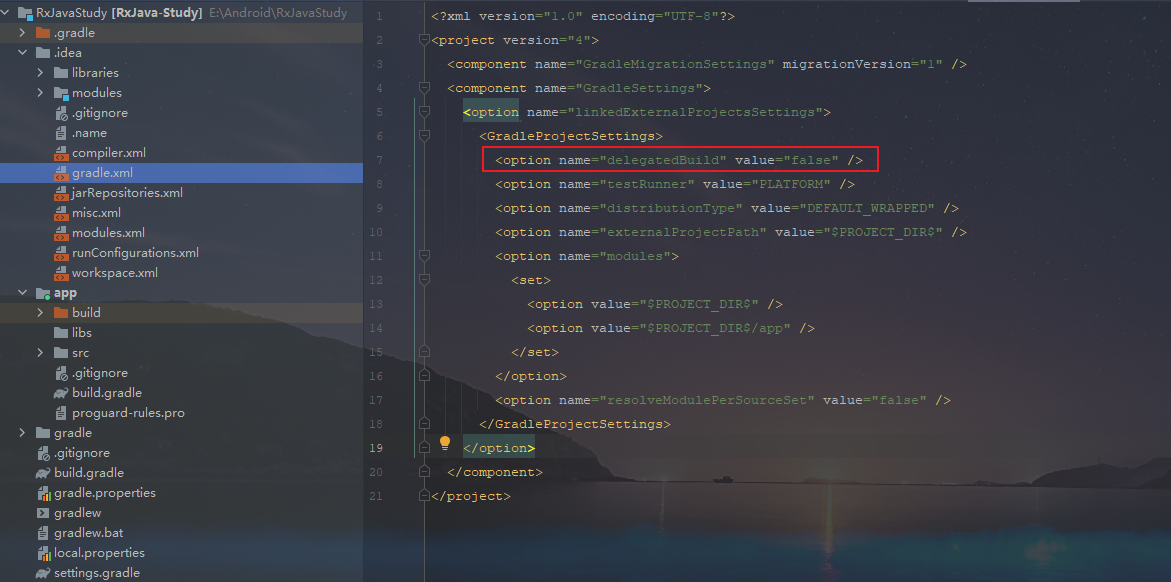 RxJavaStudy [RxJava-Study] E:\Android\RxJavaStudy
.gradle
.idea
libraries
modules
.gitignore
.name
compiler.xml
gradle.xml
jarRepositories.xml
misc.xml
modules.xml
runConfigurations.xml
workspace.xml
app
build
libs
src
.gitignore
build.gradle
proguard-rules.pro
gradle
.gitignore
build.gradle
gradle.properties
gradlew
gradlew.bat
local.properties
settings.gradle
1 <?xml version="1.0" encoding="UTF-8"?>
2 <project version="4">
3 <component name="GradleMigrationSettings" migrationVersion="1" />
4 <component name="GradleSettings">
5 <option name="linkedExternalProjectsSettings">
6 <GradleProjectSettings>
7 <option name="delegatedBuild" value="false" />
8 <option name="testRunner" value="PLATFORM" />
9 <option name="distributionType" value="DEFAULT_WRAPPED" />
10 <option name="externalProjectPath" value="$PROJECT_DIR$" />
11 <option name="modules">
12 <set>
13 <option value="$PROJECT_DIR$" />
14 <option value="$PROJECT_DIR$/app" />
15 </set>
16 </option>
17 <option name="resolveModulePerSourceSet" value="false" />
18 </GradleProjectSettings>
19 </option>
20 </component>
21 </project>